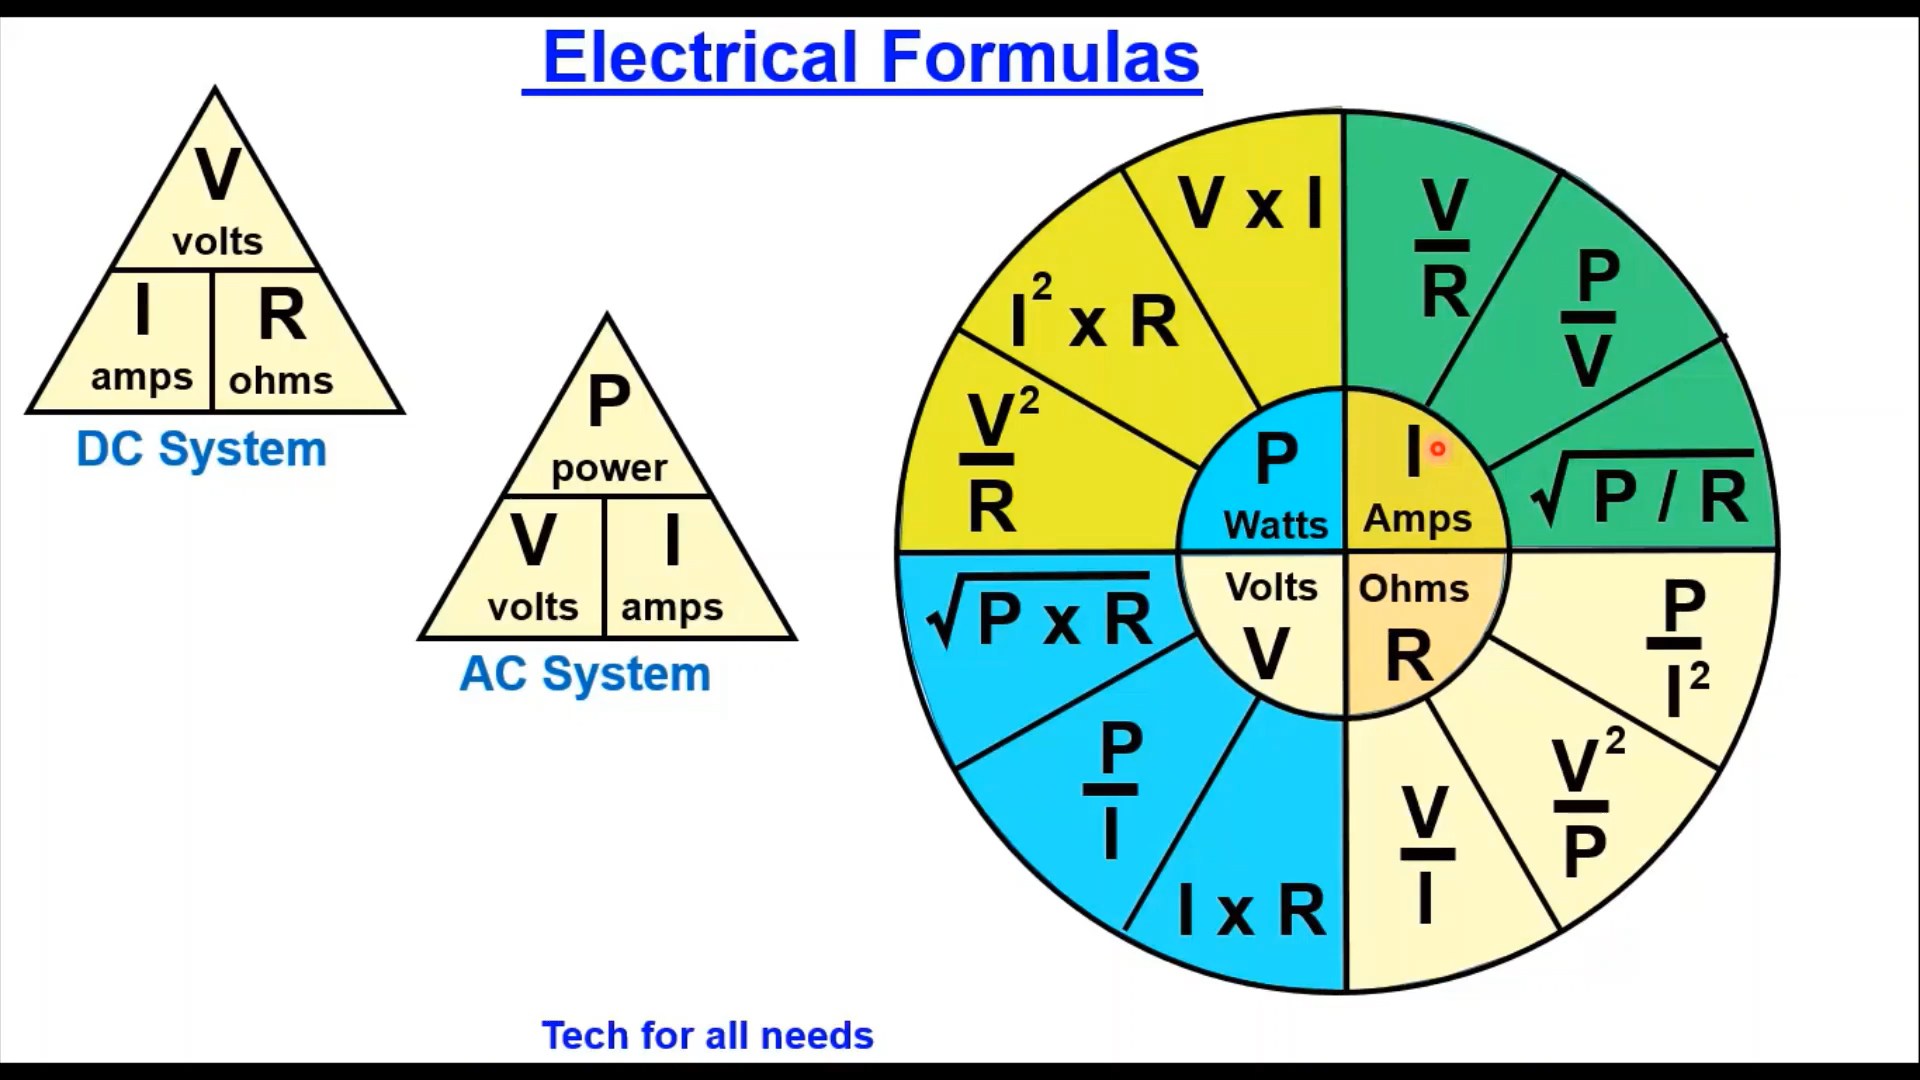 Electrical Formulas
V
volts
I
R
amps
ohms
DC System
P
power
V
I
volts
amps
AC System
V x I
I² x R
V²
R
V
R
P
V
√P / R
P
Watts
I
Amps
Volts
V
Ohms
R
√P x R
P
I
I x R
P
I²
V²
P
V
I
Tech for all needs